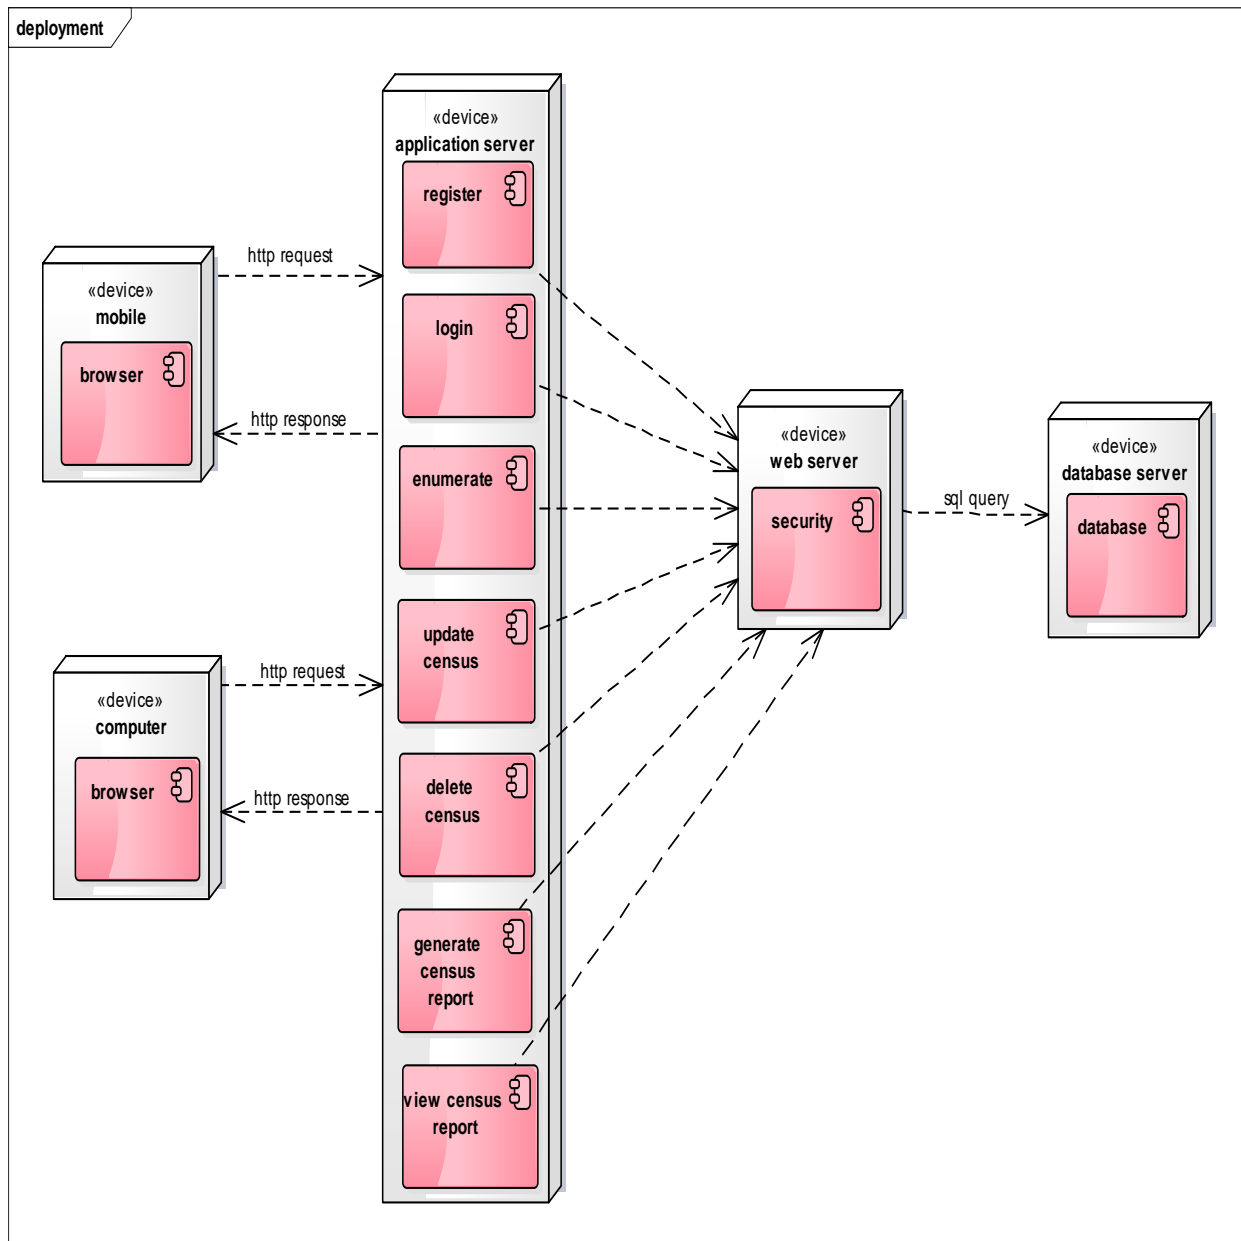 deployment
«device»
application server
register
http request
«device»
mobile
browser
login
http response
enumerate
«device»
web server
security
sql query
«device»
database server
database
update
census
http request
«device»
computer
browser
http response
delete
census
generate
census
report
view census
report